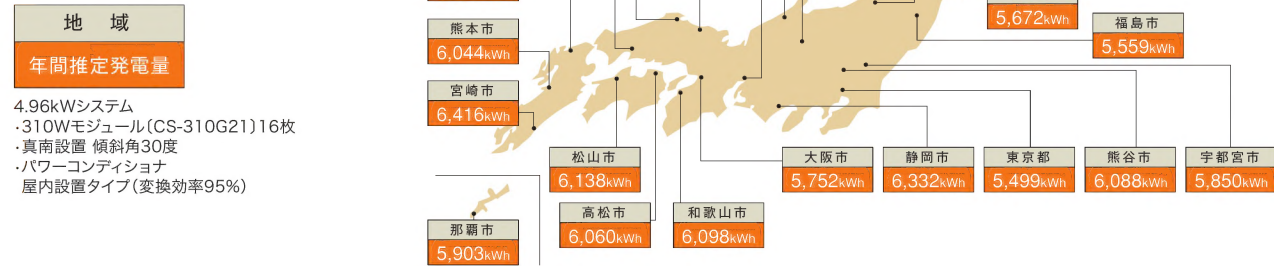 地 域
年間推定発電量
4.96kWシステム
・310Wモジュール〔CS-310G21〕16枚
・真南設置 傾斜角30度
・パワーコンディショナ
屋内設置タイプ（変換効率95%）
熊本市
6,044kWh
宮崎市
6,416kWh
5,672kWh
福島市
5,559kWh
松山市
6,138kWh
大阪市
5,752kWh
静岡市
6,332kWh
東京都
5,499kWh
熊谷市
6,088kWh
宇都宮市
5,850kWh
高松市
6,060kWh
和歌山市
6,098kWh
那覇市
5,903kWh